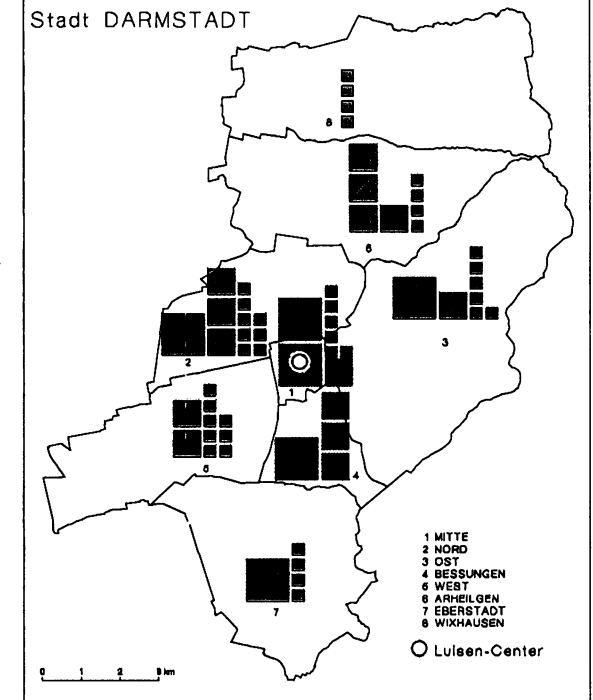 Stadt DARMSTADT
8
6
3
2
1
5
4
7
1 MITTE
2 NORD
3 OST
4 BESSUNGEN
5 WEST
6 ARHEILGEN
7 EBERSTADT
8 WIXHAUSEN
Luisen-Center
0 1 2 3 km